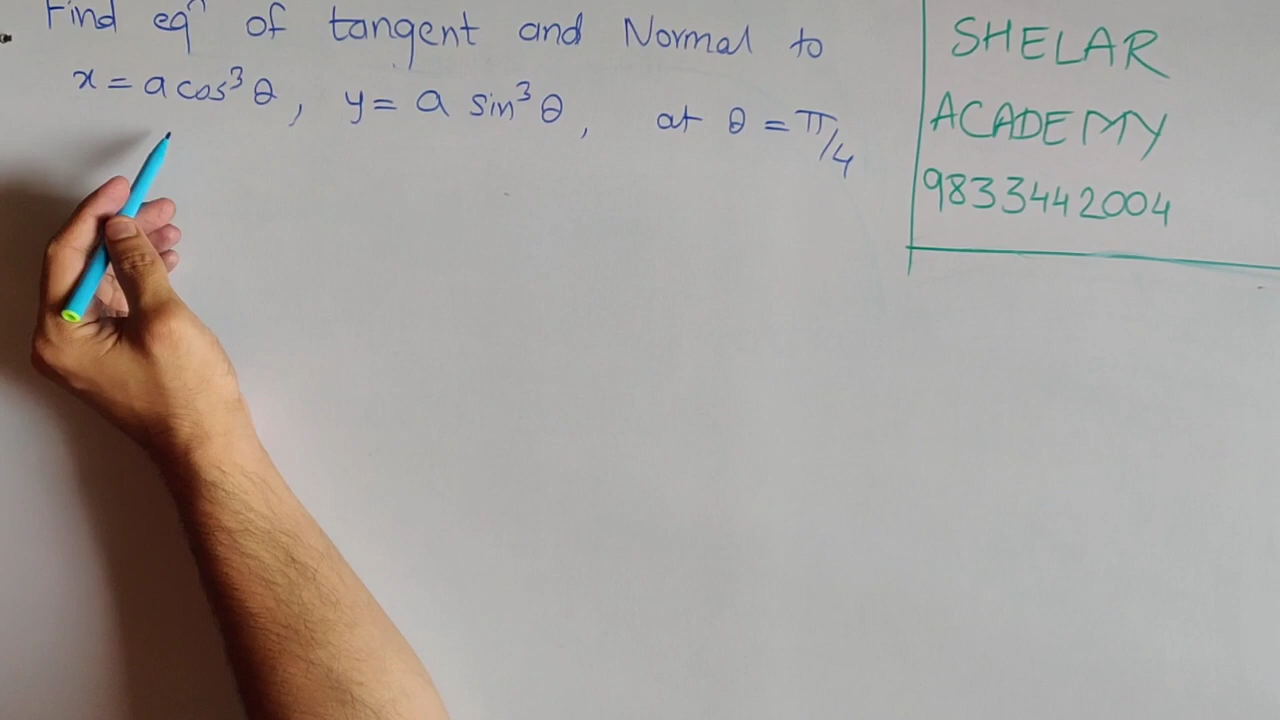 Find eqⁿ of tangent and Normal to
x = a cos³ θ, y = a sin³ θ, at θ = π/4
SHELAR
ACADEMY
9833442004